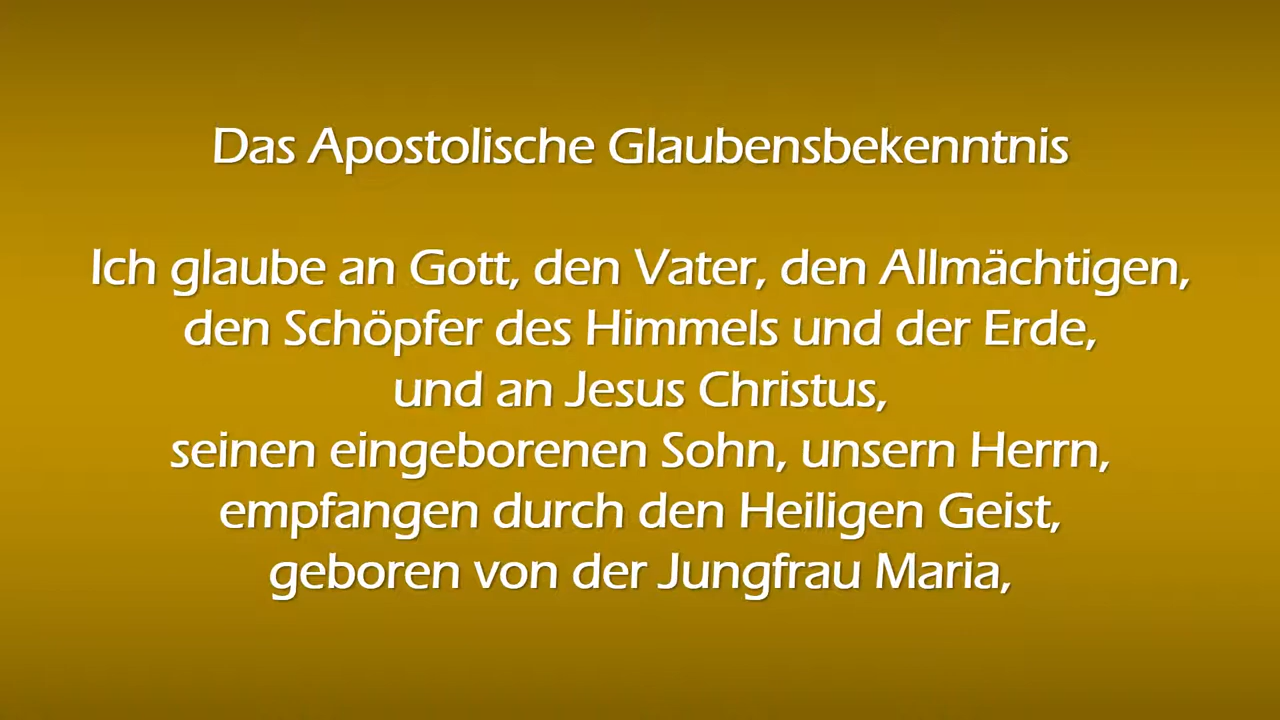 Das Apostolische Glaubensbekenntnis
Ich glaube an Gott, den Vater, den Allmächtigen,
den Schöpfer des Himmels und der Erde,
und an Jesus Christus,
seinen eingeborenen Sohn, unsern Herrn,
empfangen durch den Heiligen Geist,
geboren von der Jungfrau Maria,